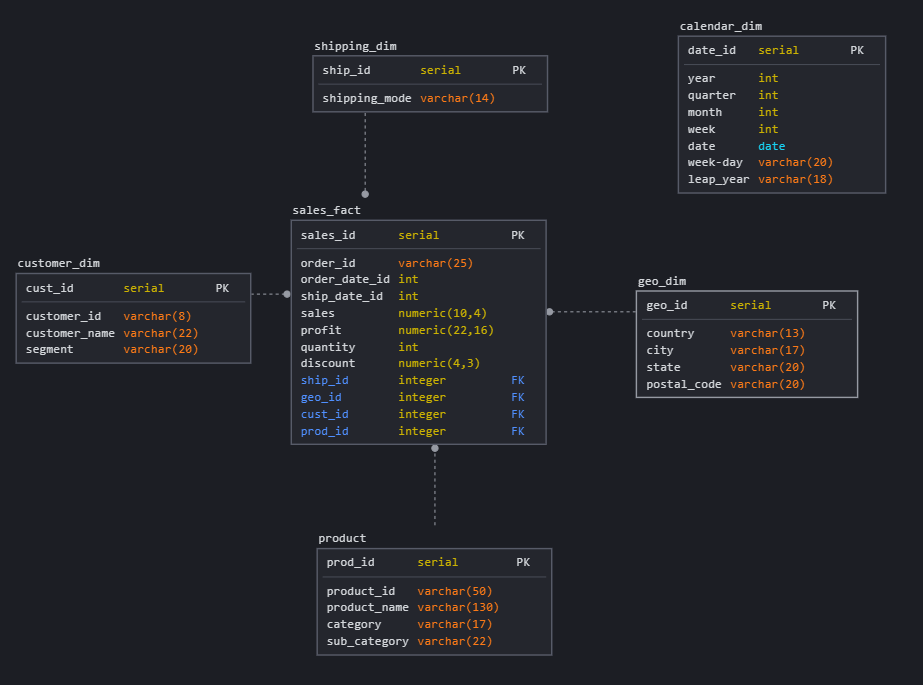 shipping_dim
ship_id serial PK
shipping_mode varchar(14)
calendar_dim
date_id serial PK
year int
quarter int
month int
week int
date date
week-day varchar(20)
leap_year varchar(18)
sales_fact
sales_id serial PK
order_id varchar(25)
order_date_id int
ship_date_id int
sales numeric(10,4)
profit numeric(22,16)
quantity int
discount numeric(4,3)
ship_id integer FK
geo_id integer FK
cust_id integer FK
prod_id integer FK
customer_dim
cust_id serial PK
customer_id varchar(8)
customer_name varchar(22)
segment varchar(20)
geo_dim
geo_id serial PK
country varchar(13)
city varchar(17)
state varchar(20)
postal_code varchar(20)
product
prod_id serial PK
product_id varchar(50)
product_name varchar(130)
category varchar(17)
sub_category varchar(22)